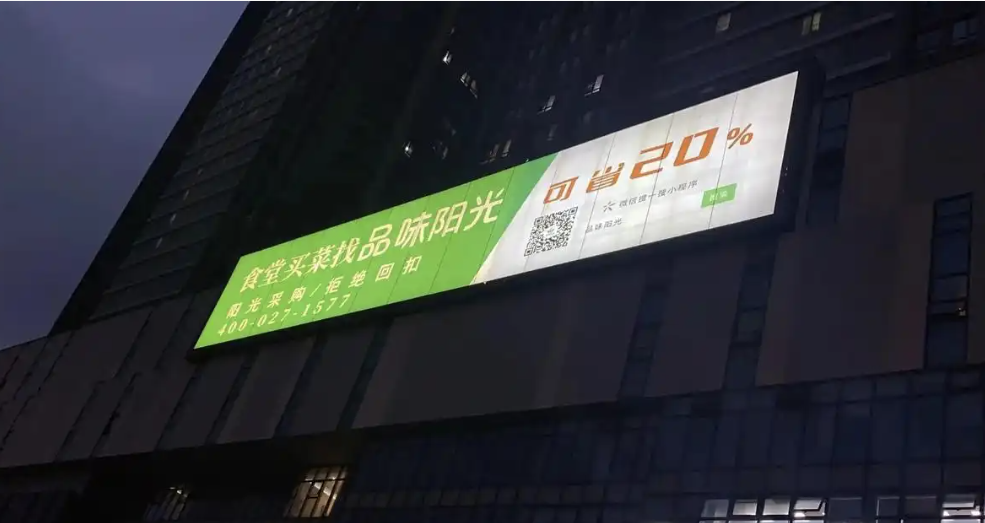 食堂买菜找品味阳光
阳光采购/拒绝回扣
400-027-1577
可省20%
微信搜一搜小程序
品味阳光